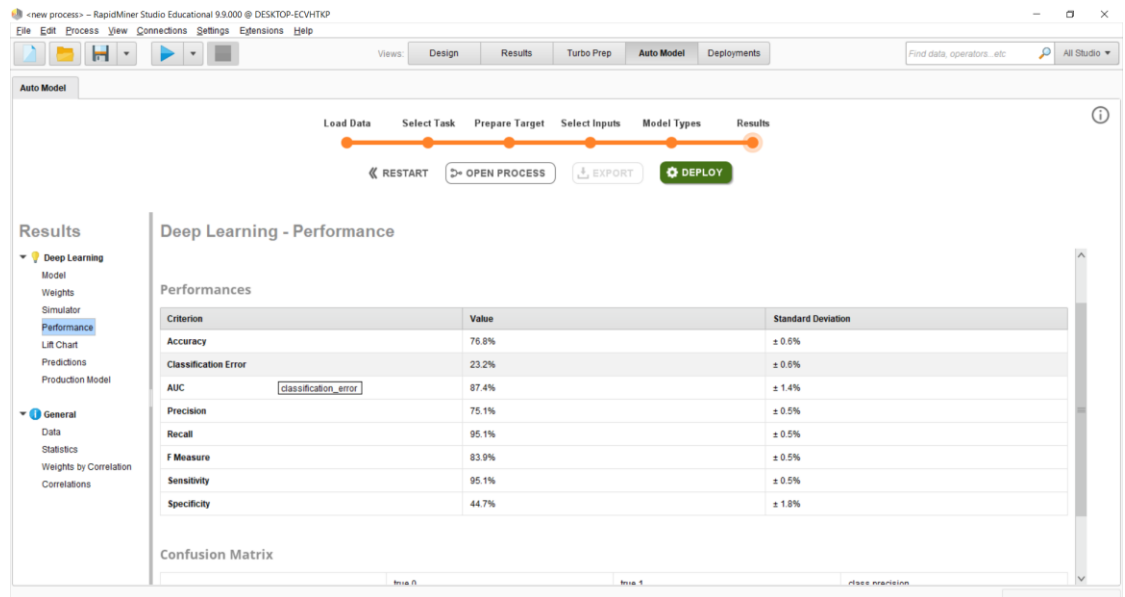 <new process> – RapidMiner Studio Educational 9.9.000 @ DESKTOP-ECVHTKP
File Edit Process View Connections Settings Extensions Help
Views: Design Results Turbo Prep Auto Model Deployments Find data, operators...etc All Studio
Auto Model
Load Data Select Task Prepare Target Select Inputs Model Types Results
RESTART OPEN PROCESS EXPORT DEPLOY
Results
Deep Learning
Model
Weights
Simulator
Performance
Lift Chart
Predictions
Production Model
General
Data
Statistics
Weights by Correlation
Correlations
Deep Learning - Performance
Performances
Criterion Value Standard Deviation
Accuracy 76.8% ± 0.6%
Classification Error 23.2% ± 0.6%
AUC classification_error 87.4% ± 1.4%
Precision 75.1% ± 0.5%
Recall 95.1% ± 0.5%
F Measure 83.9% ± 0.5%
Sensitivity 95.1% ± 0.5%
Specificity 44.7% ± 1.8%
Confusion Matrix
true 0 true 1 class precision